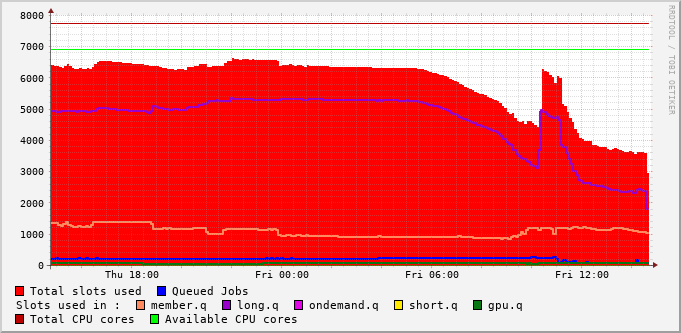 8000
7000
6000
5000
4000
3000
2000
1000
0
Thu 18:00 Fri 00:00 Fri 06:00 Fri 12:00
RRDTOOL / TOBI OETIKER
Total slots used Queued Jobs
Slots used in : member.q long.q ondemand.q short.q gpu.q
Total CPU cores Available CPU cores